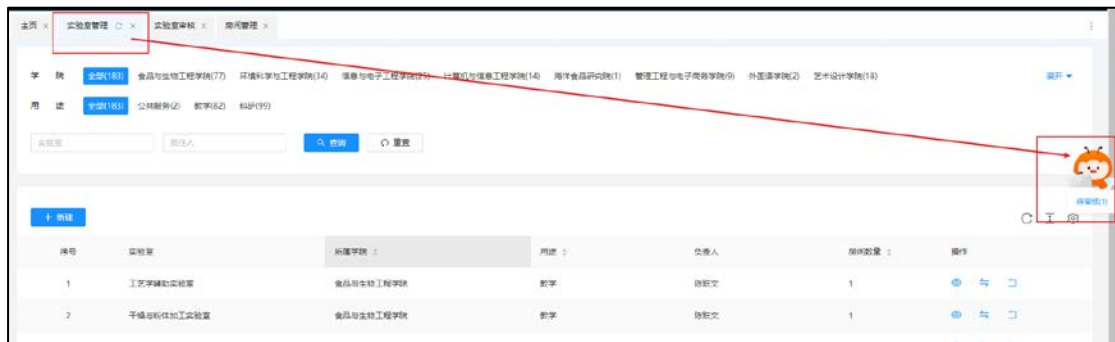 主页 × 实验室管理 × 实验室审核 × 房间管理 ×
学 院 全部(183) 食品与生物工程学院(77) 环境科学与工程学院(34) 信息与电子工程学院(25) 计算机与信息工程学院(14) 海洋食品研究院(1) 管理工程与电子商务学院(9) 外国语学院(2) 艺术设计学院(18) 展开
用 途 全部(183) 公共服务(2) 教学(82) 科研(99)
实验室 责任人 查询 重置
待审核(1)
+ 新建
序号 实验室 所属学院 用途 负责人 房间数量 操作
1 工艺学辅助实验室 食品与生物工程学院 教学 陈跃文 1
2 干燥与粉体加工实验室 食品与生物工程学院 教学 陈跃文 1